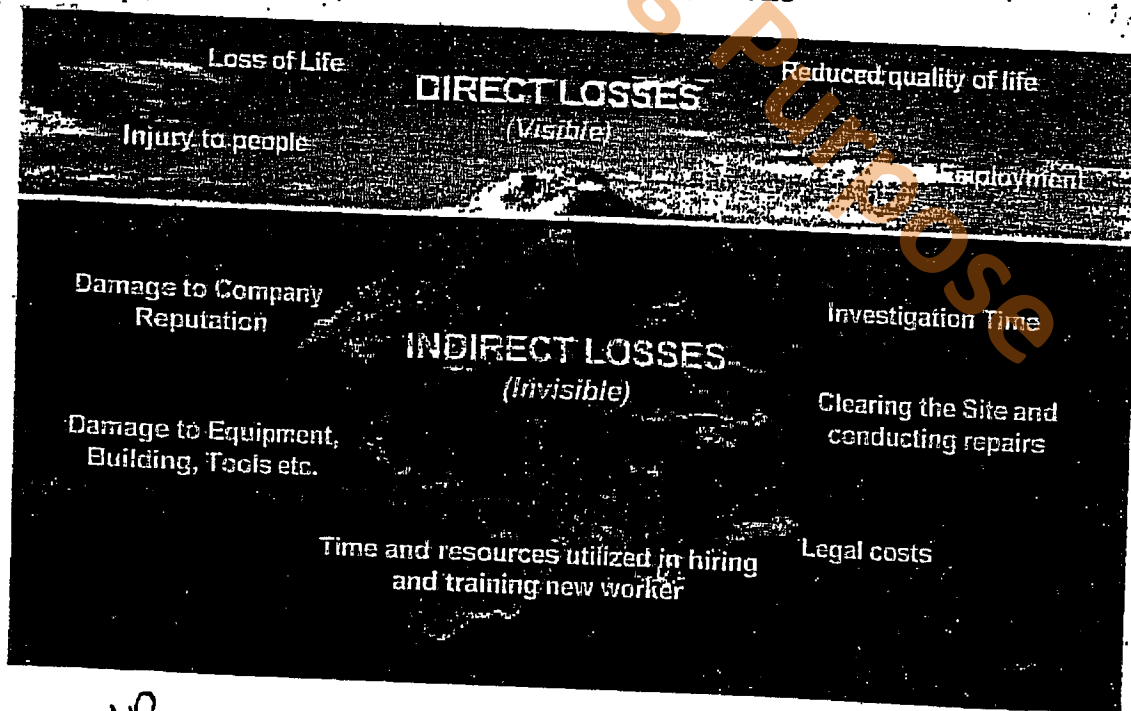 Loss of Life
DIRECT LOSSES
(Visible)
Reduced quality of life
Injury to people
Employment
Damage to Company
Reputation
INDIRECT LOSSES
(Invisible)
Investigation Time
Damage to Equipment,
Building, Tools etc.
Clearing the Site and
conducting repairs
Time and resources utilized in hiring
and training new worker
Legal costs
Purpose